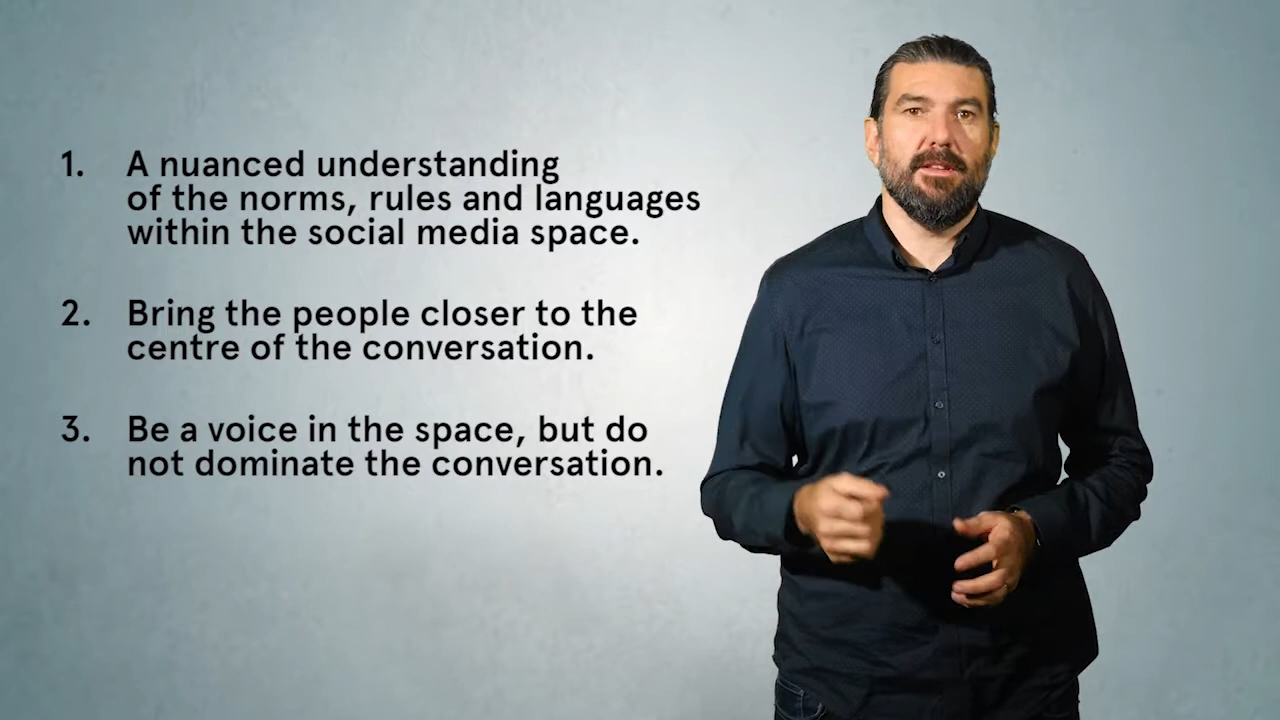 1. A nuanced understanding
of the norms, rules and languages
within the social media space.
2. Bring the people closer to the
centre of the conversation.
3. Be a voice in the space, but do
not dominate the conversation.